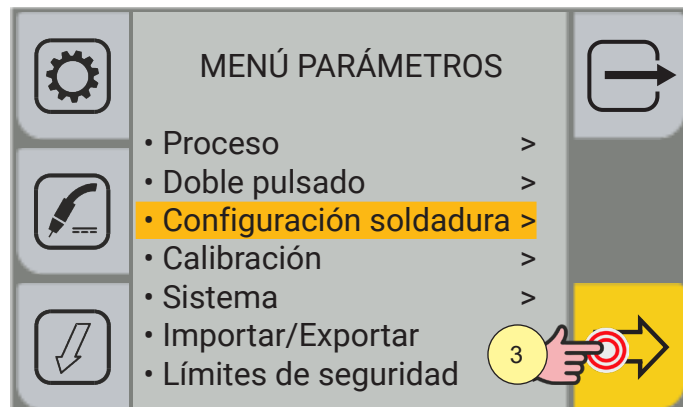 MENÚ PARÁMETROS
• Proceso >
• Doble pulsado >
• Configuración soldadura >
• Calibración >
• Sistema >
• Importar/Exportar
• Límites de seguridad
3